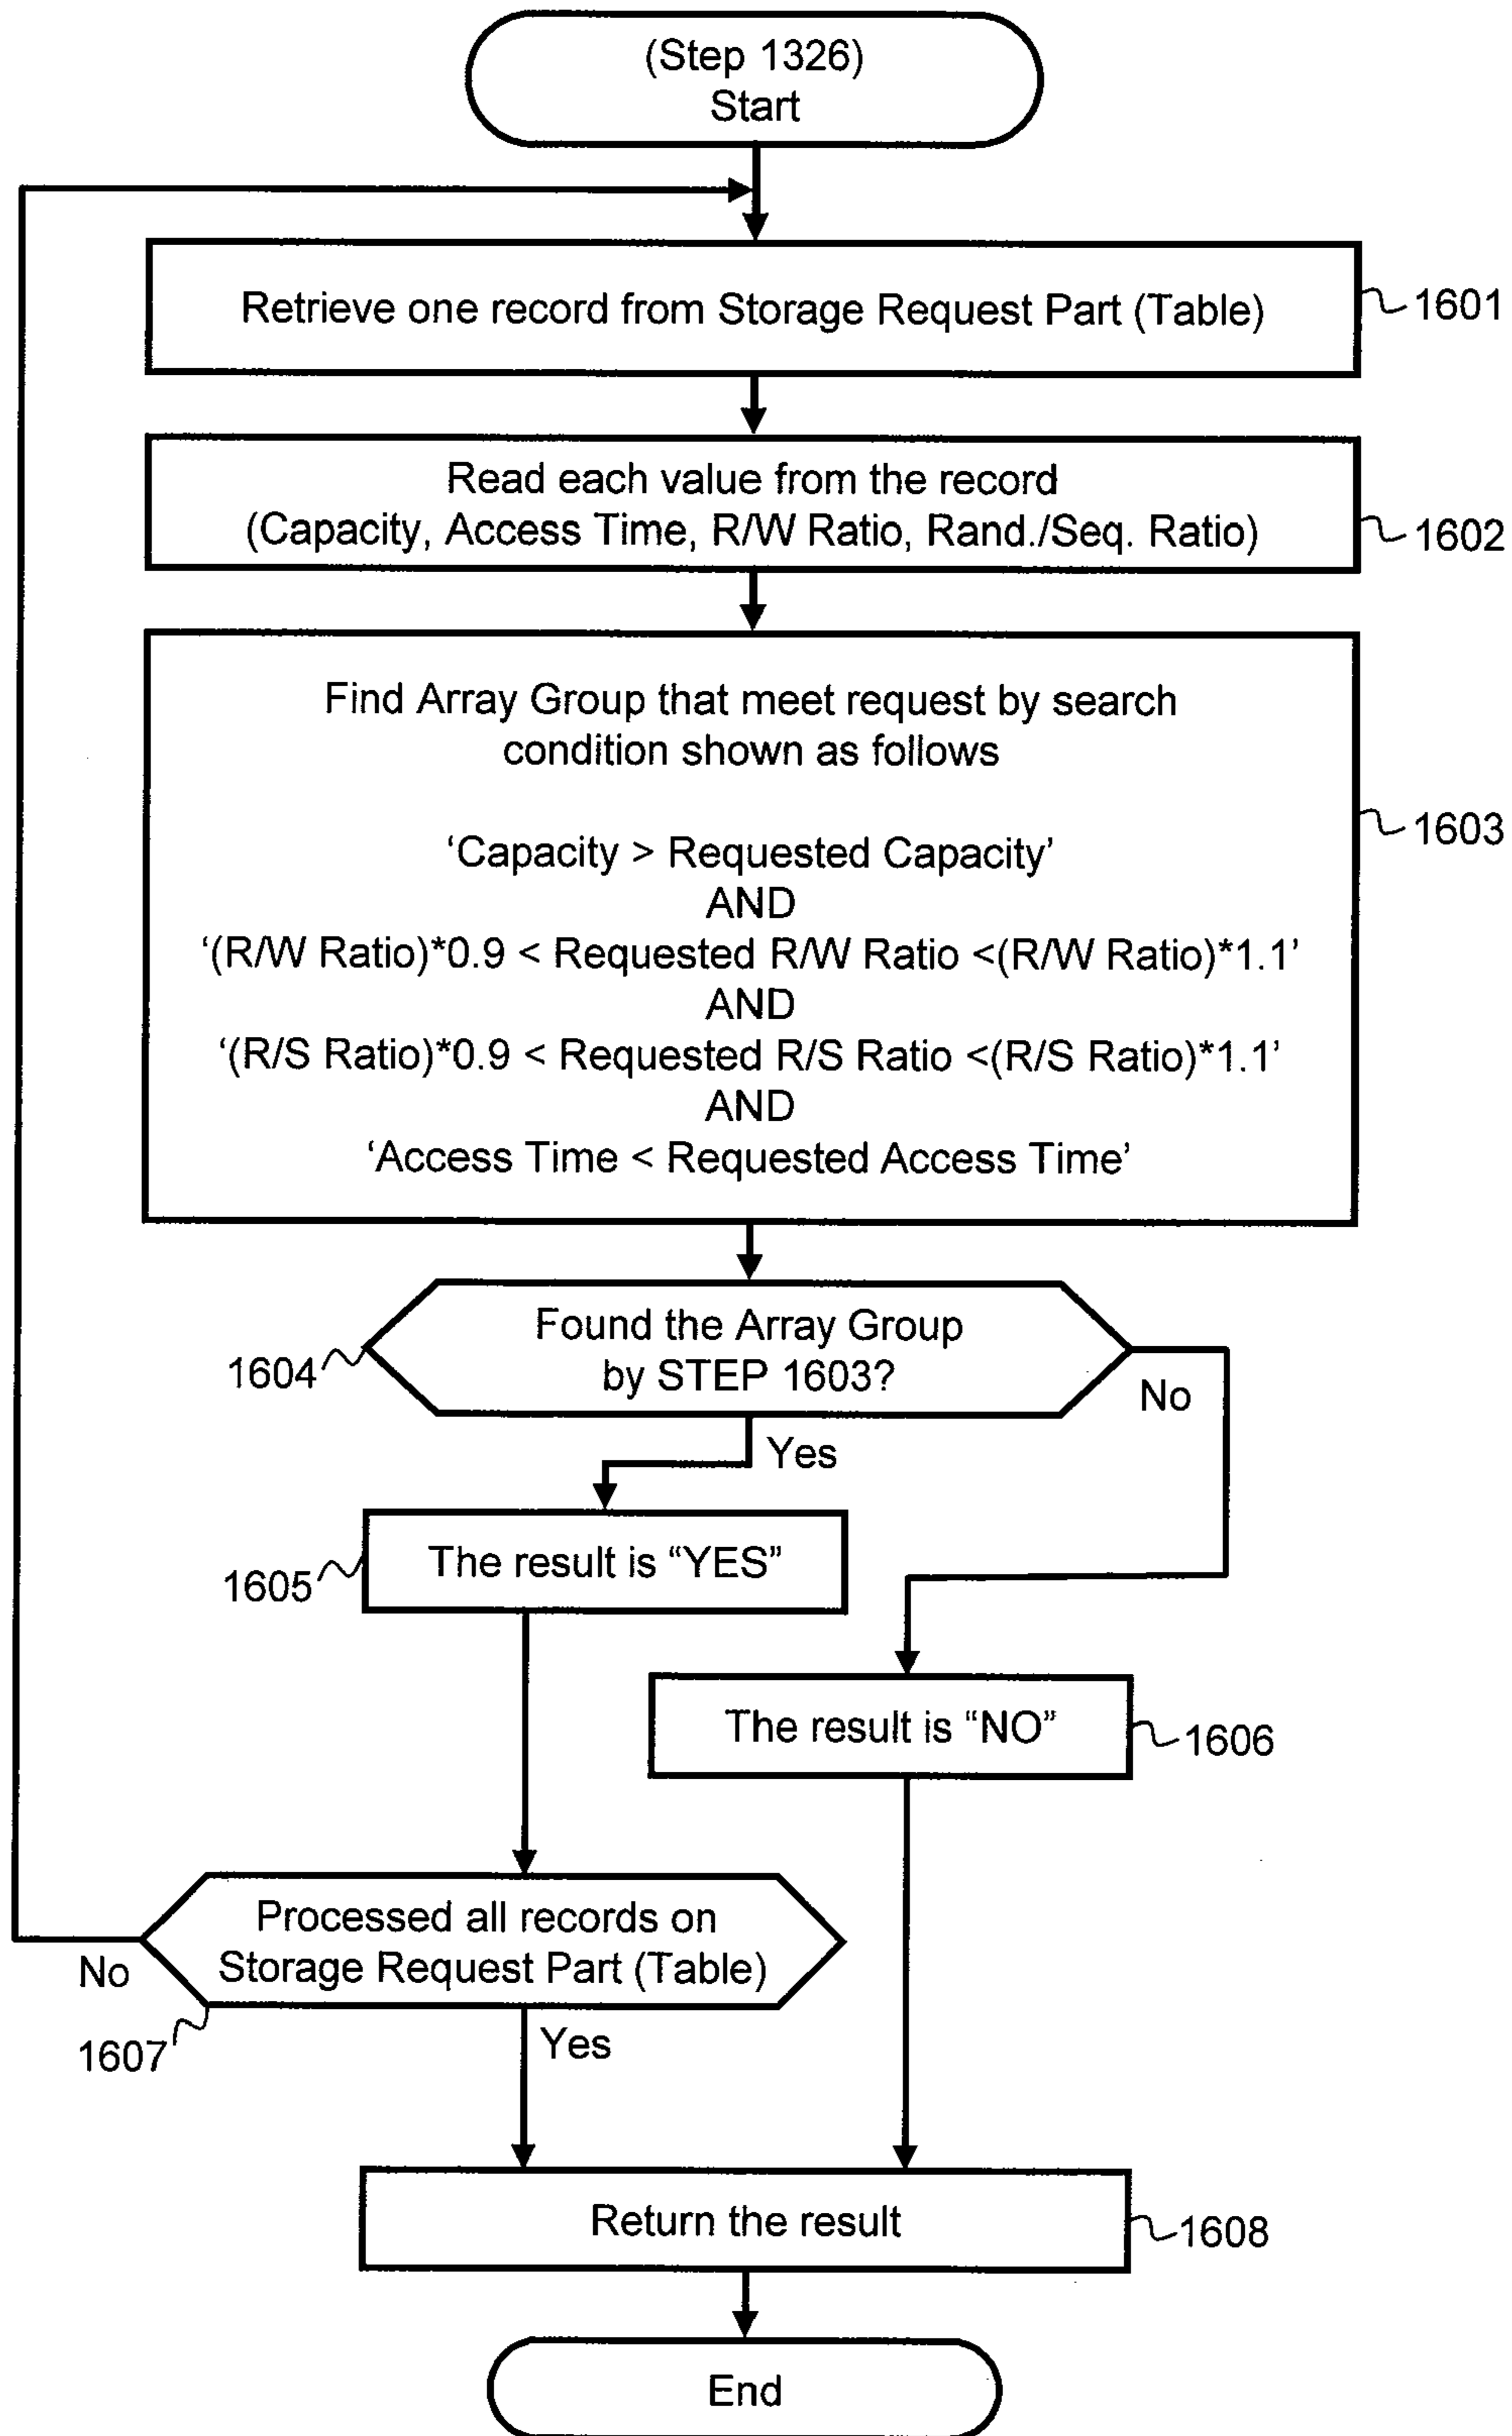 (Step 1326)
Start
Retrieve one record from Storage Request Part (Table)
1601
Read each value from the record
(Capacity, Access Time, R/W Ratio, Rand./Seq. Ratio)
1602
Find Array Group that meet request by search
condition shown as follows
‘Capacity > Requested Capacity’
AND
‘(R/W Ratio)*0.9 < Requested R/W Ratio <(R/W Ratio)*1.1’
AND
‘(R/S Ratio)*0.9 < Requested R/S Ratio <(R/S Ratio)*1.1’
AND
‘Access Time < Requested Access Time’
1603
Found the Array Group
by STEP 1603?
1604
No
Yes
The result is “YES”
1605
The result is “NO”
1606
Processed all records on
Storage Request Part (Table)
No
1607
Yes
Return the result
1608
End